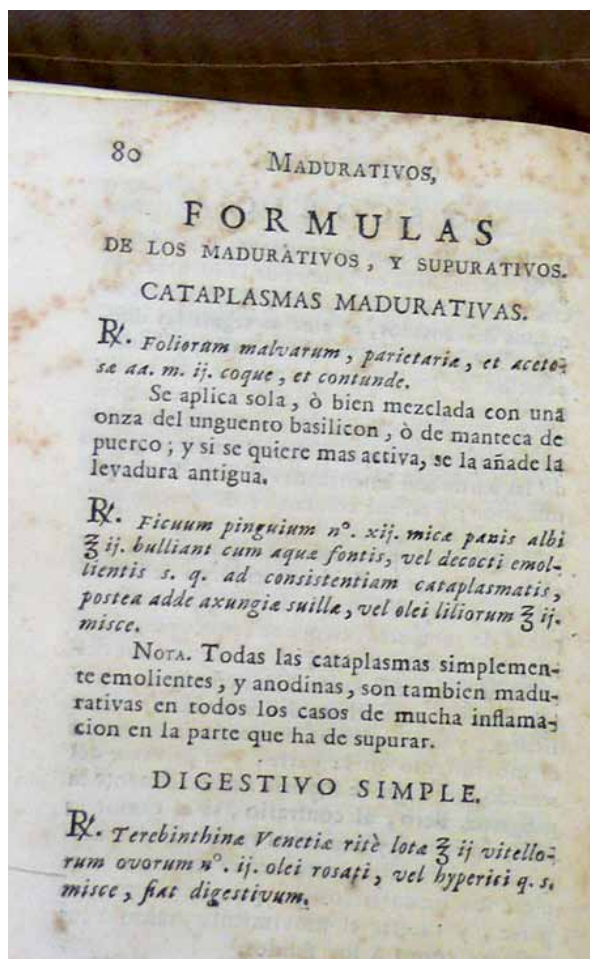 80 MADURATIVOS,
FORMULAS
DE LOS MADURATIVOS, Y SUPURATIVOS.
CATAPLASMAS MADURATIVAS.
℞. Foliorum malvarum, parietariæ, et aceto-
sæ aa. m. ij. coque, et contunde.
Se aplica sola, ò bien mezclada con una
onza del unguento basilicon, ò de manteca de
puerco; y si se quiere mas activa, se la añade la
levadura antigua.
℞. Ficuum pinguium nº. xij. micæ panis albi
℥ ij. bulliant cum aquæ fontis, vel decocti emol-
lientis s. q. ad consistentiam cataplasmatis,
postea adde axungiæ suillæ, vel olei liliorum ℥ ij.
misce.
NOTA. Todas las cataplasmas simplemen-
te emolientes, y anodinas, son tambien madu-
rativas en todos los casos de mucha inflama-
cion en la parte que ha de supurar.
DIGESTIVO SIMPLE.
℞. Terebinthinæ Venetiæ ritè lotæ ℥ ij vitello-
rum ovorum nº. ij. olei rosati, vel hyperici q. s.
misce, fiat digestivum.